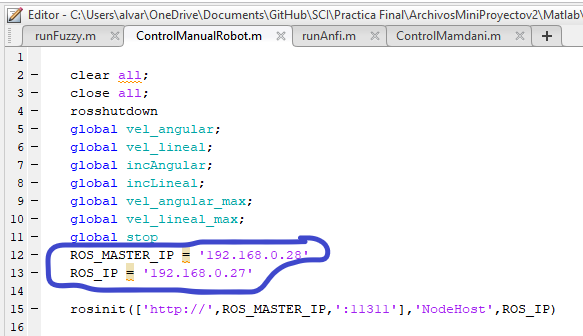 Editor - C:\Users\alvar\OneDrive\Documents\GitHub\SCI\Practica Final\ArchivosMiniProyectov2\Matlab\
runFuzzy.m ControlManualRobot.m runAnfi.m ControlMamdani.m
1
2 - clear all;
3 - close all;
4 - rosshutdown
5 - global vel_angular;
6 - global vel_lineal;
7 - global incAngular;
8 - global incLineal;
9 - global vel_angular_max;
10 - global vel_lineal_max;
11 - global stop
12 - ROS_MASTER_IP = '192.168.0.28'
13 - ROS_IP = '192.168.0.27'
14
15 - rosinit(['http://',ROS_MASTER_IP,':11311'],'NodeHost',ROS_IP)
16